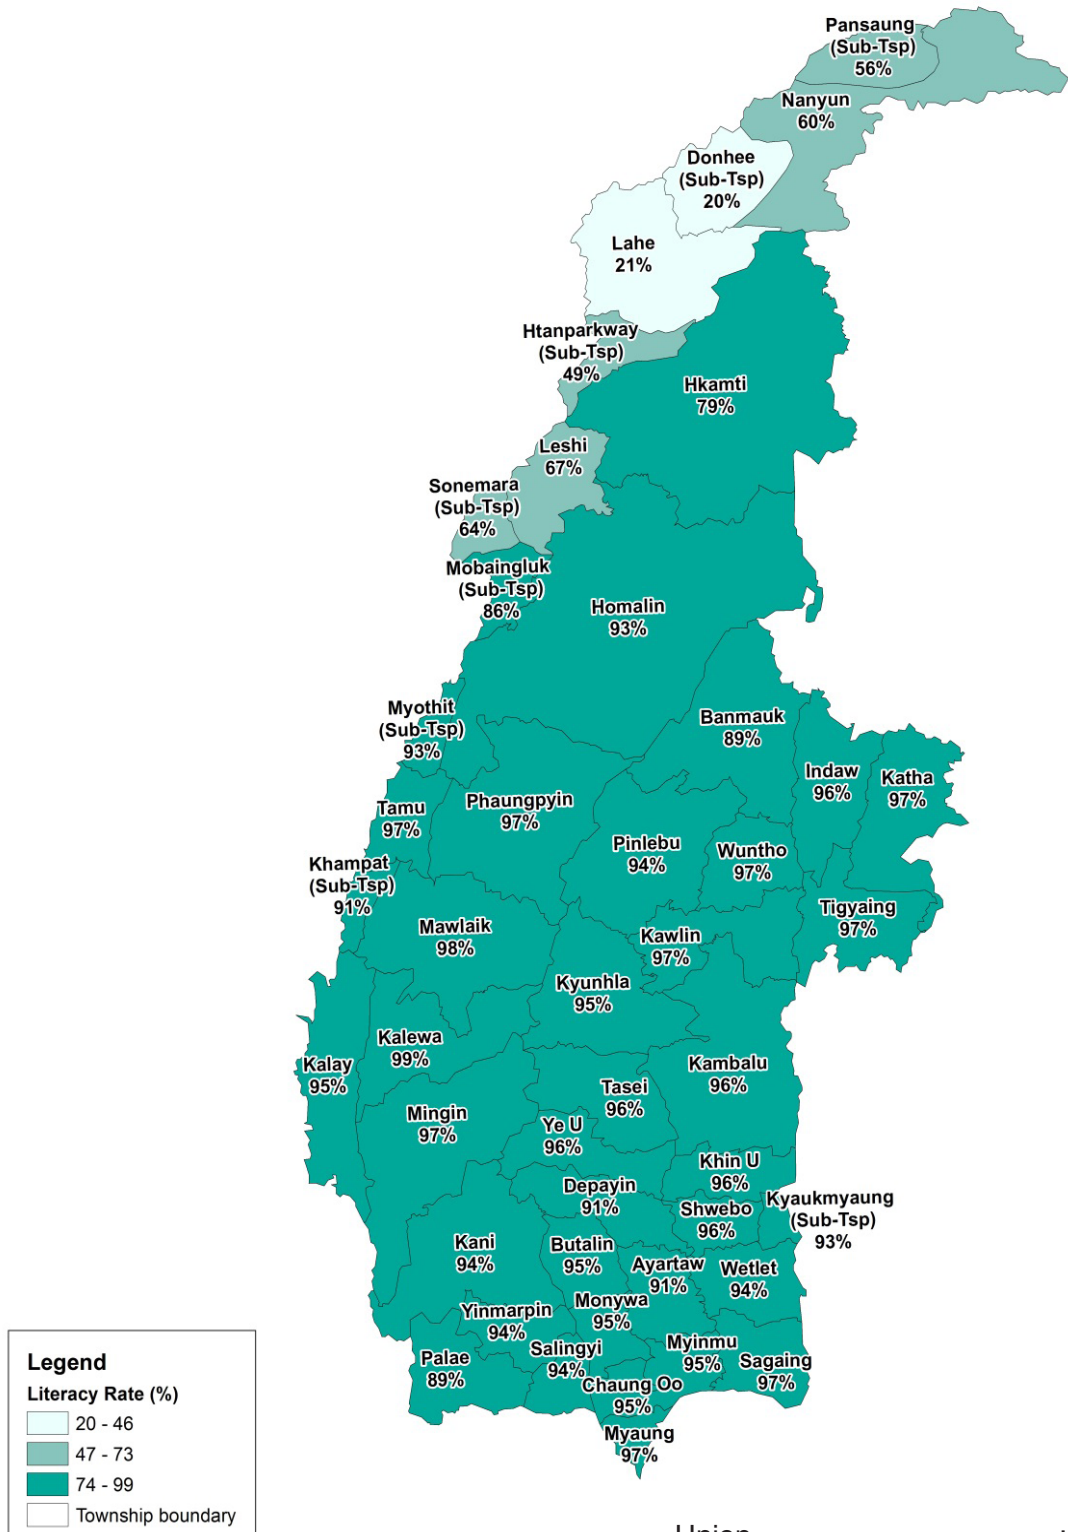 Pansaung
(Sub-Tsp)
56%
Nanyun
60%
Donhee
(Sub-Tsp)
20%
Lahe
21%
Htanparkway
(Sub-Tsp)
49%
Hkamti
79%
Leshi
67%
Sonemara
(Sub-Tsp)
64%
Mobaingluk
(Sub-Tsp)
86%
Homalin
93%
Myothit
(Sub-Tsp)
93%
Banmauk
89%
Indaw
96%
Katha
97%
Tamu
97%
Phaungpyin
97%
Pinlebu
94%
Wuntho
97%
Khampat
(Sub-Tsp)
91%
Mawlaik
98%
Kawlin
97%
Tigyaing
97%
Kyunhla
95%
Kalewa
99%
Kalay
95%
Kambalu
96%
Tasei
96%
Mingin
97%
Ye U
96%
Khin U
96%
Depayin
91%
Shwebo
96%
Kyaukmyaung
(Sub-Tsp)
93%
Kani
94%
Butalin
95%
Ayartaw
91%
Wetlet
94%
Monywa
95%
Yinmarpin
94%
Salingyi
94%
Myinmu
95%
Sagaing
97%
Palae
89%
Chaung Oo
95%
Myaung
97%
Legend
Literacy Rate (%)
20 - 46
47 - 73
74 - 99
Township boundary
Union